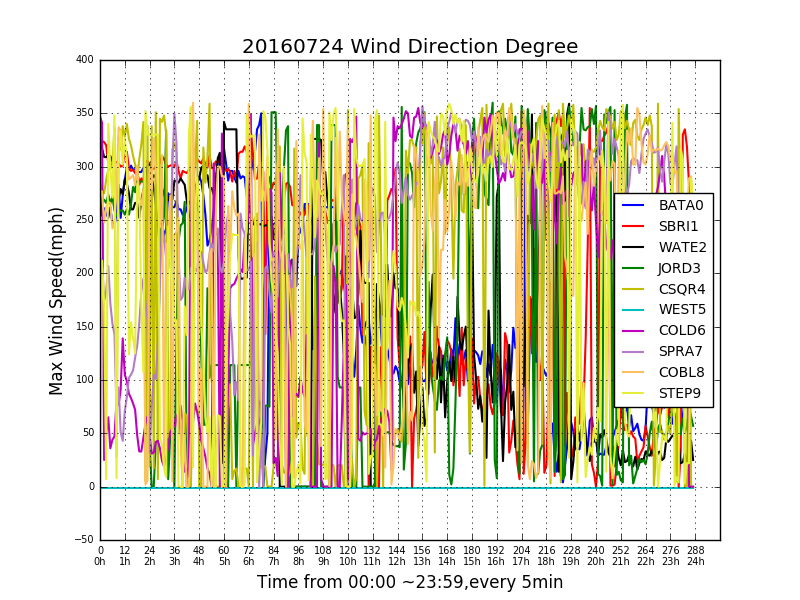 20160724 Wind Direction Degree
Max Wind Speed(mph)
400
350
300
250
200
150
100
50
0
−50
BATA0
SBRI1
WATE2
JORD3
CSQR4
WEST5
COLD6
SPRA7
COBL8
STEP9
0 12 24 36 48 60 72 84 96 108 120 132 144 156 168 180 192 204 216 228 240 252 264 276 288
0h 1h 2h 3h 4h 5h 6h 7h 8h 9h 10h 11h 12h 13h 14h 15h 16h 17h 18h 19h 20h 21h 22h 23h 24h
Time from 00:00 ~23:59,every 5min